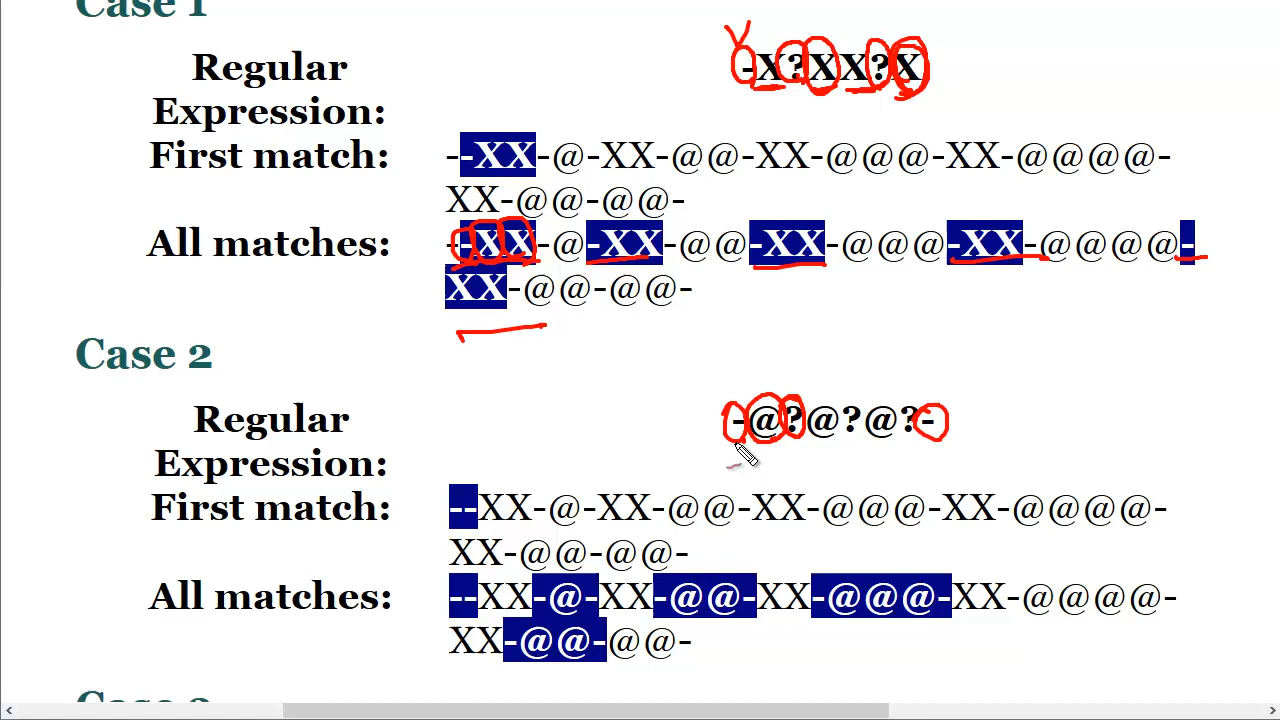 Case 1
Regular -X?XX?X
Expression:
First match: --XX-@-XX-@@-XX-@@@-XX-@@@@-
XX-@@-@@-
All matches: --XX-@-XX-@@-XX-@@@-XX-@@@@-
XX-@@-@@-
Case 2
Regular -@?@?@?-
Expression:
First match: --XX-@-XX-@@-XX-@@@-XX-@@@@-
XX-@@-@@-
All matches: --XX-@-XX-@@-XX-@@@-XX-@@@@-
XX-@@-@@-